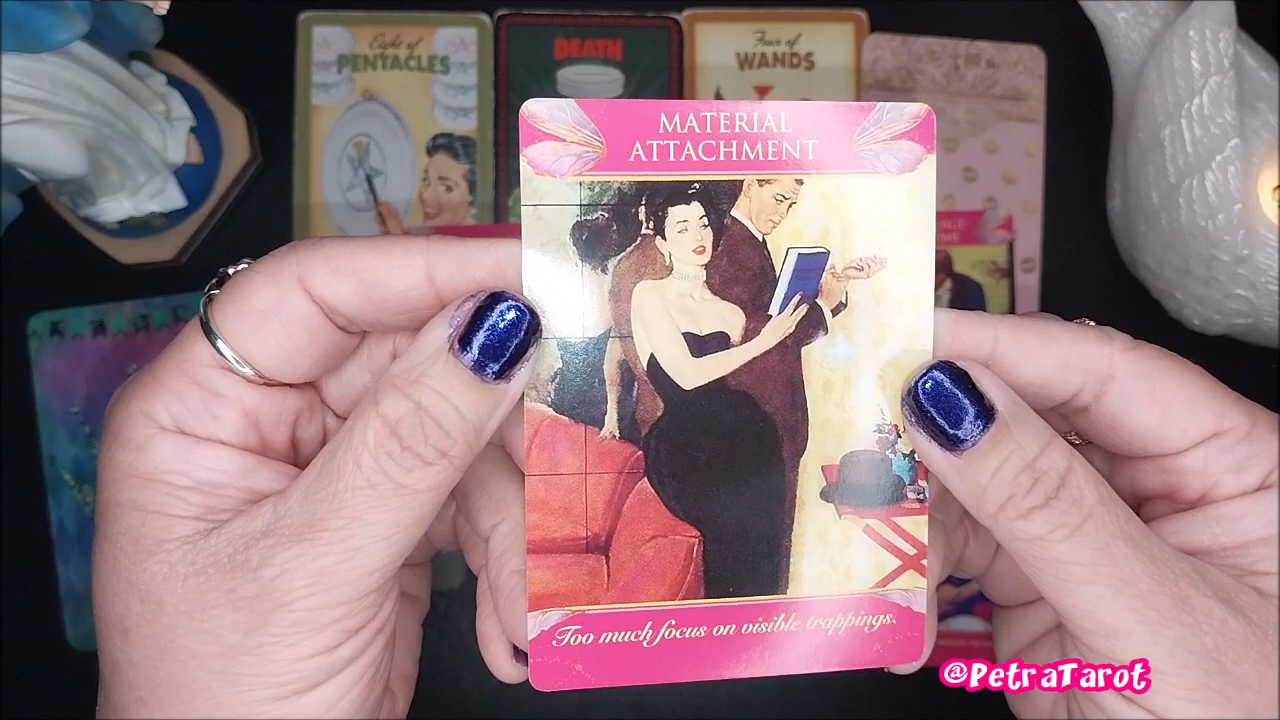 Eight of
PENTACLES
DEATH
Four of
WANDS
MATERIAL
ATTACHMENT
Too much focus on visible trappings.
@PetraTarot